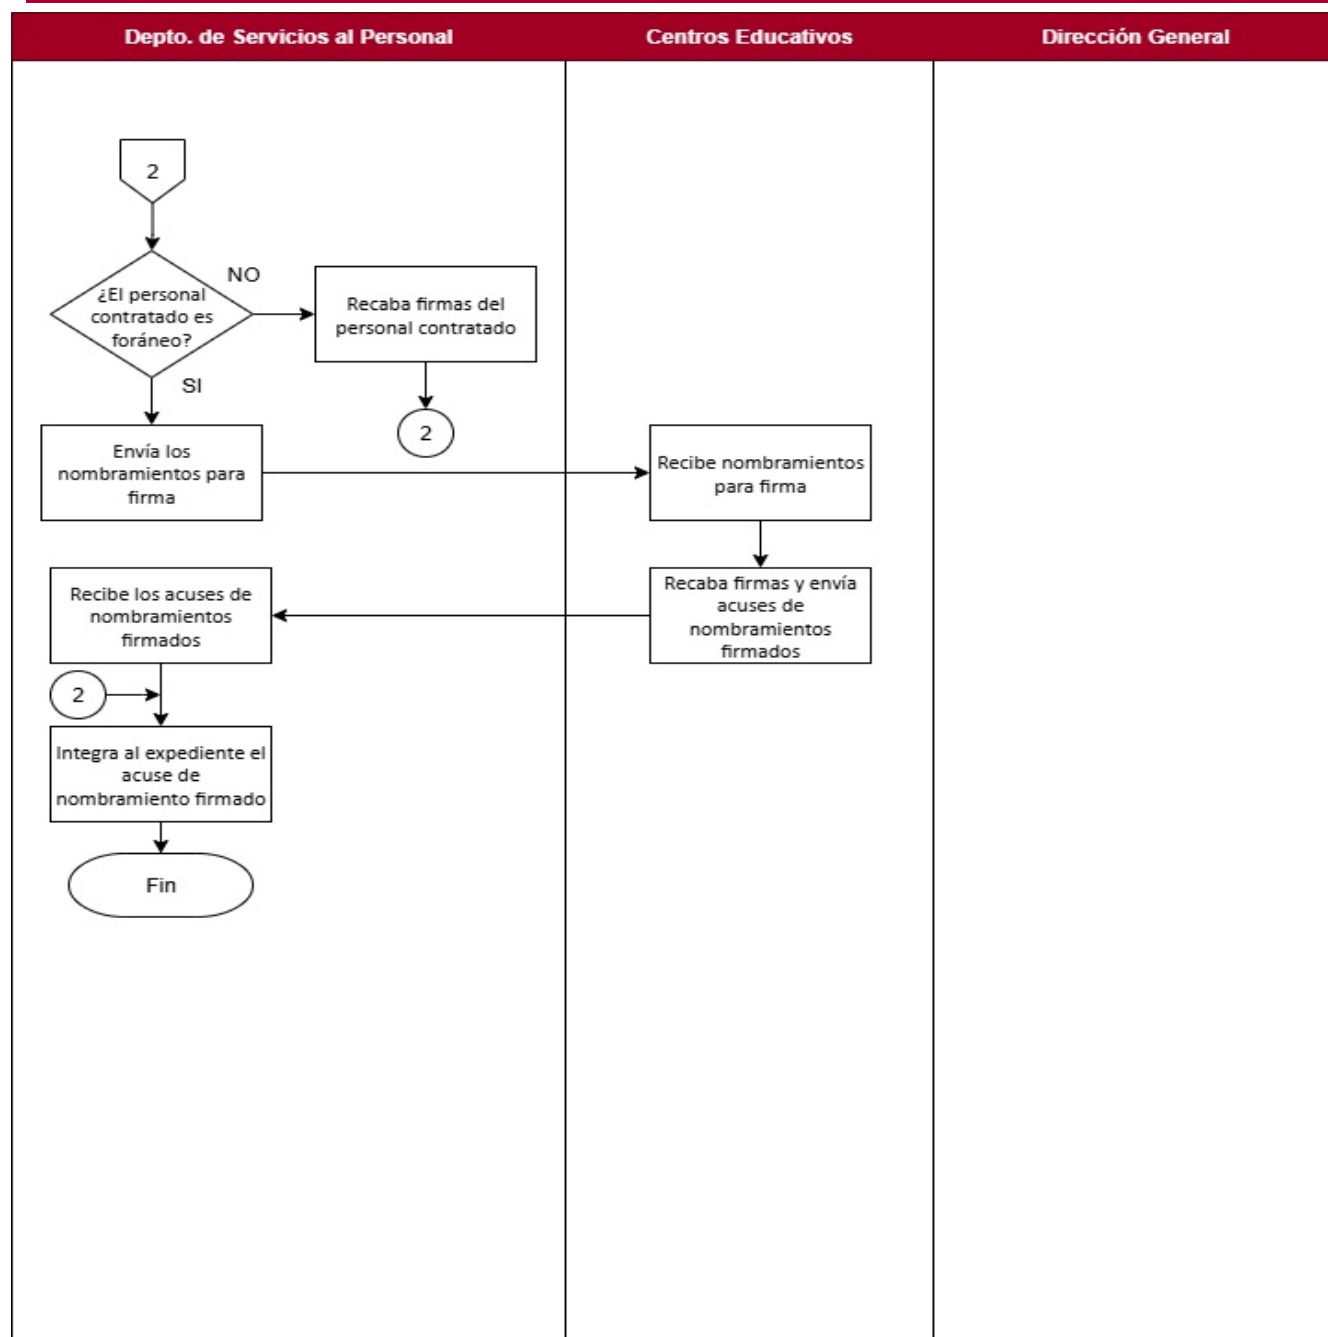 Depto. de Servicios al Personal
Centros Educativos
Dirección General
2
¿El personal
contratado es
foráneo?
NO
Recaba firmas del
personal contratado
SI
2
Envía los
nombramientos para
firma
Recibe nombramientos
para firma
Recaba firmas y envía
acuses de
nombramientos
firmados
Recibe los acuses de
nombramientos
firmados
2
Integra al expediente el
acuse de
nombramiento firmado
Fin